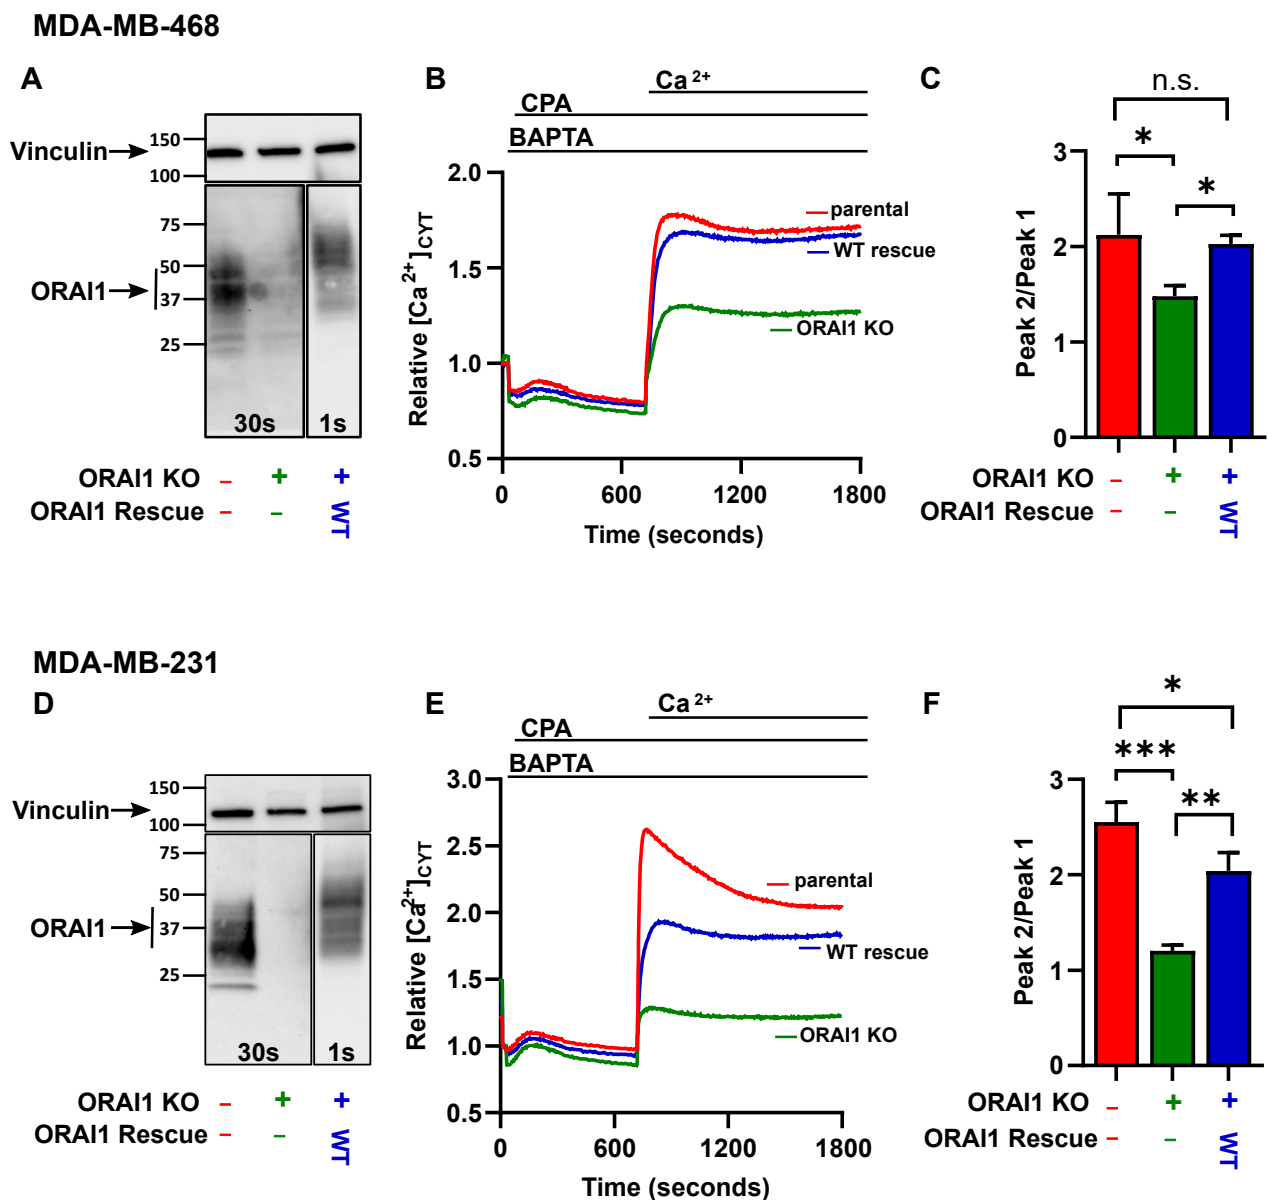 MDA-MB-468
A
Vinculin
150
100
75
50
ORAI1
37
25
30s
1s
ORAI1 KO – + +
ORAI1 Rescue – – WT
B
Ca 2+
CPA
BAPTA
Relative [Ca 2+]CYT
2.0
1.5
1.0
0.5
parental
WT rescue
ORAI1 KO
0 600 1200 1800
Time (seconds)
C
n.s.
*
*
Peak 2/Peak 1
3
2
1
0
ORAI1 KO – + +
ORAI1 Rescue – – WT
MDA-MB-231
D
Vinculin
150
100
75
50
ORAI1
37
25
30s
1s
ORAI1 KO – + +
ORAI1 Rescue – – WT
E
Ca 2+
CPA
BAPTA
Relative [Ca2+]CYT
3.0
2.5
2.0
1.5
1.0
0.5
parental
WT rescue
ORAI1 KO
0 600 1200 1800
Time (seconds)
F
*
***
**
Peak 2/Peak 1
3
2
1
0
ORAI1 KO – + +
ORAI1 Rescue – – WT